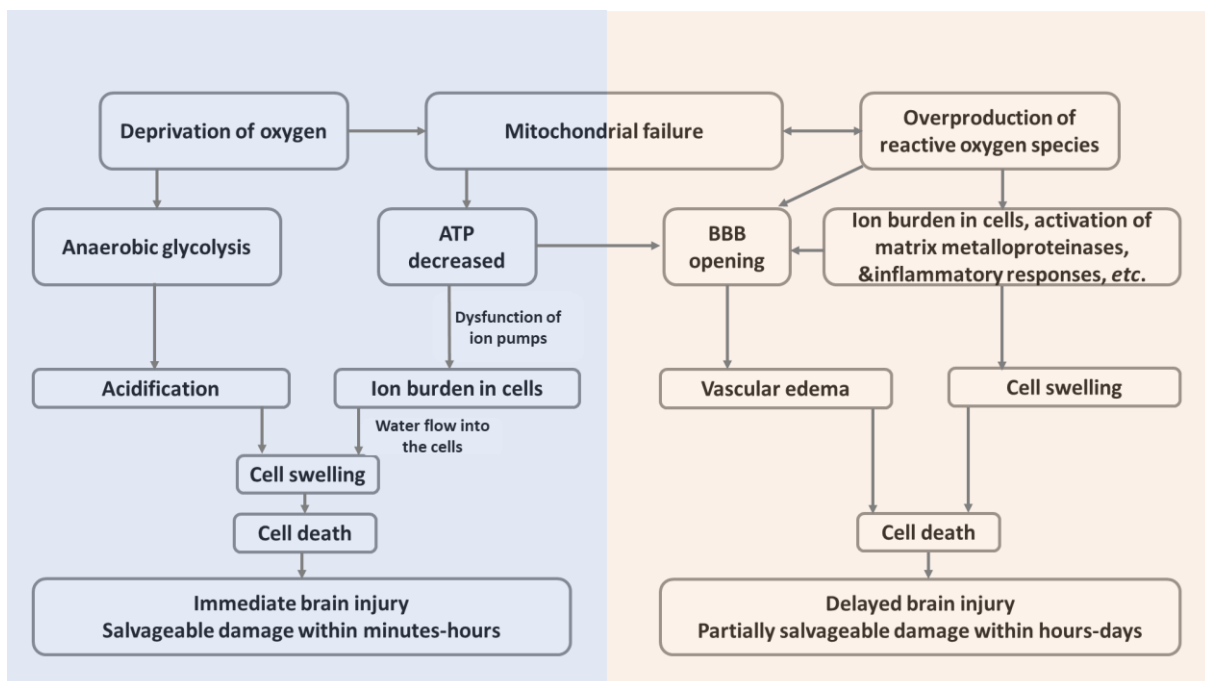 Deprivation of oxygen
Mitochondrial failure
Overproduction of
reactive oxygen species
Anaerobic glycolysis
ATP
decreased
BBB
opening
Ion burden in cells, activation of
matrix metalloproteinases,
&inflammatory responses, etc.
Dysfunction of
ion pumps
Acidification
Ion burden in cells
Vascular edema
Cell swelling
Water flow into
the cells
Cell swelling
Cell death
Cell death
Immediate brain injury
Salvageable damage within minutes-hours
Delayed brain injury
Partially salvageable damage within hours-days